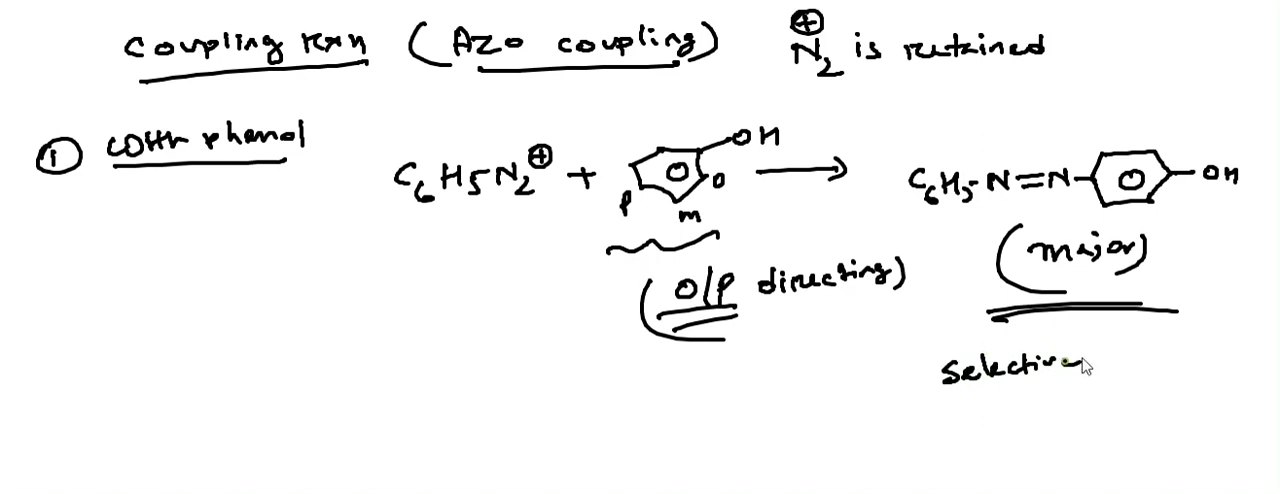 Coupling Rxn (Azo coupling) N₂⊕ is retained
① with phenol
C₆H₅N₂⊕ + OH →
C₆H₅-N=N- -OH
o
p
m
(o/p directing)
(major)
Selective